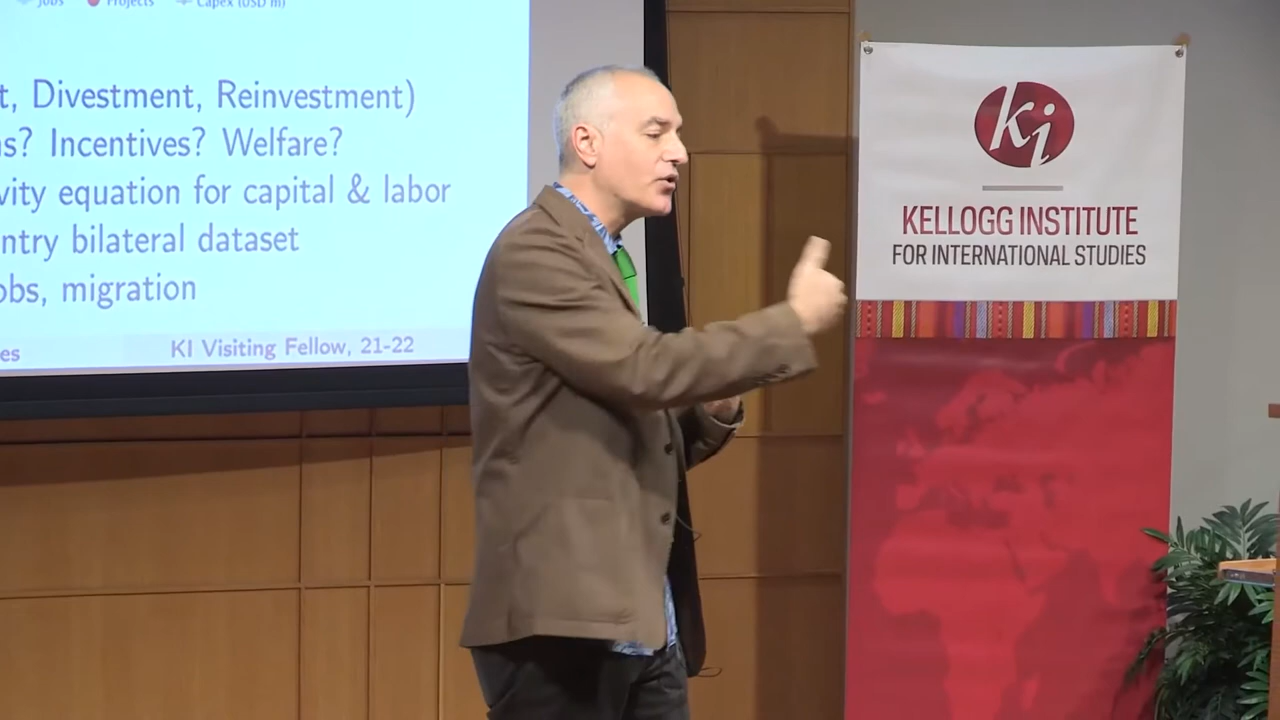 Jobs Projects Capex (USD m)
t, Divestment, Reinvestment)
ns? Incentives? Welfare?
vity equation for capital & labor
ntry bilateral dataset
obs, migration
es KI Visiting Fellow, 21-22
ki
KELLOGG INSTITUTE
FOR INTERNATIONAL STUDIES